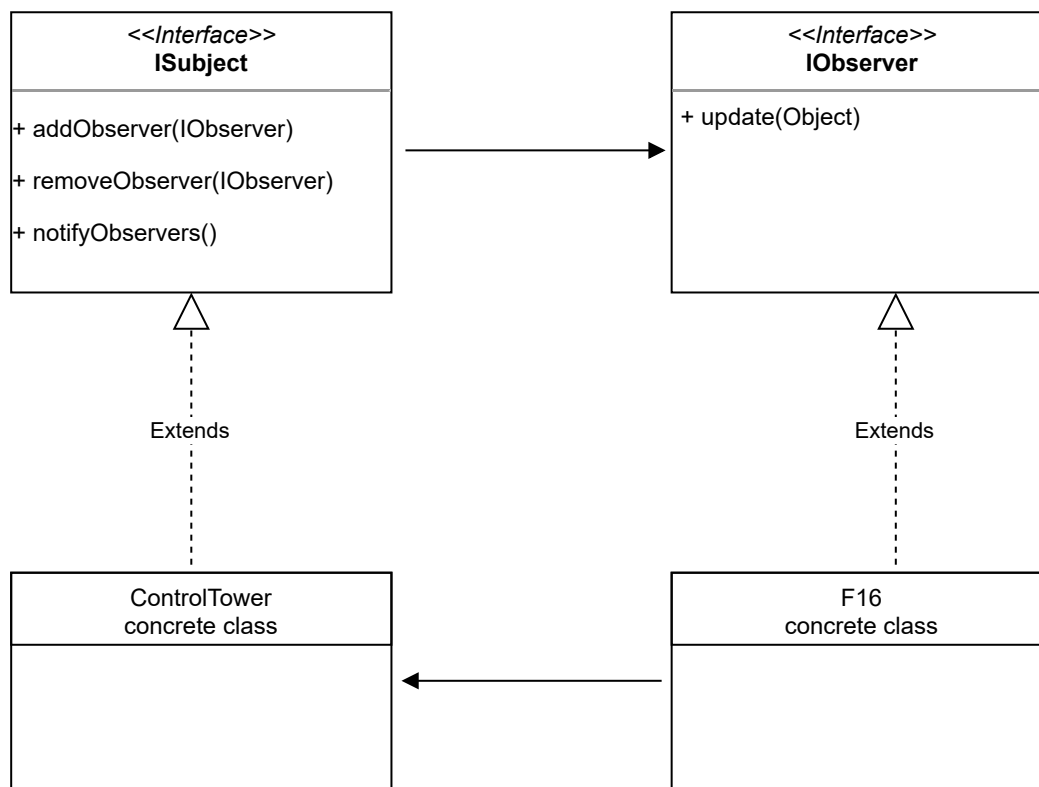 <<Interface>>
ISubject
+ addObserver(IObserver)
+ removeObserver(IObserver)
+ notifyObservers()
<<Interface>>
IObserver
+ update(Object)
Extends
Extends
ControlTower
concrete class
F16
concrete class